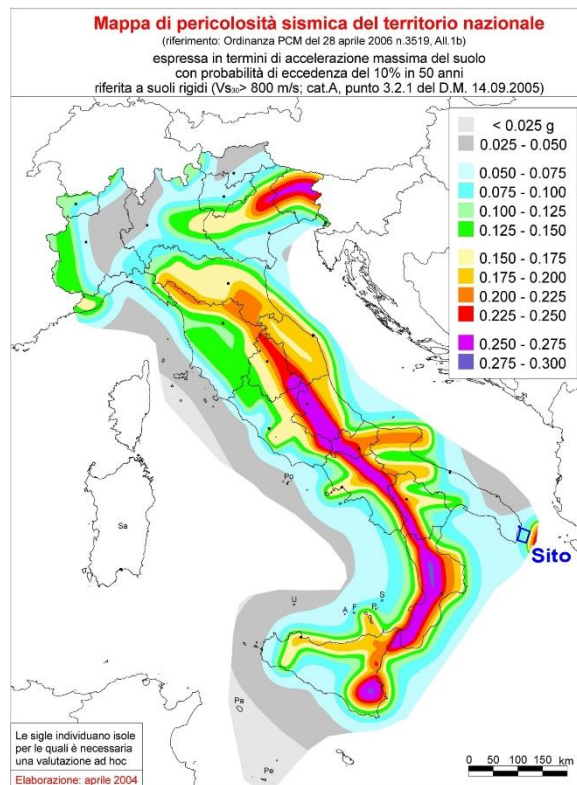 Mappa di pericolosità sismica del territorio nazionale
(riferimento: Ordinanza PCM del 28 aprile 2006 n.3519, All.1b)
espressa in termini di accelerazione massima del suolo
con probabilità di eccedenza del 10% in 50 anni
riferita a suoli rigidi (Vs30> 800 m/s; cat.A, punto 3.2.1 del D.M. 14.09.2005)
< 0.025 g
0.025 - 0.050
0.050 - 0.075
0.075 - 0.100
0.100 - 0.125
0.125 - 0.150
0.150 - 0.175
0.175 - 0.200
0.200 - 0.225
0.225 - 0.250
0.250 - 0.275
0.275 - 0.300
Po
Sa
Sito
U
A
F
P
S
Pa
Pe
Le sigle individuano isole
per le quali è necessaria
una valutazione ad hoc
Elaborazione: aprile 2004
0 50 100 150 km